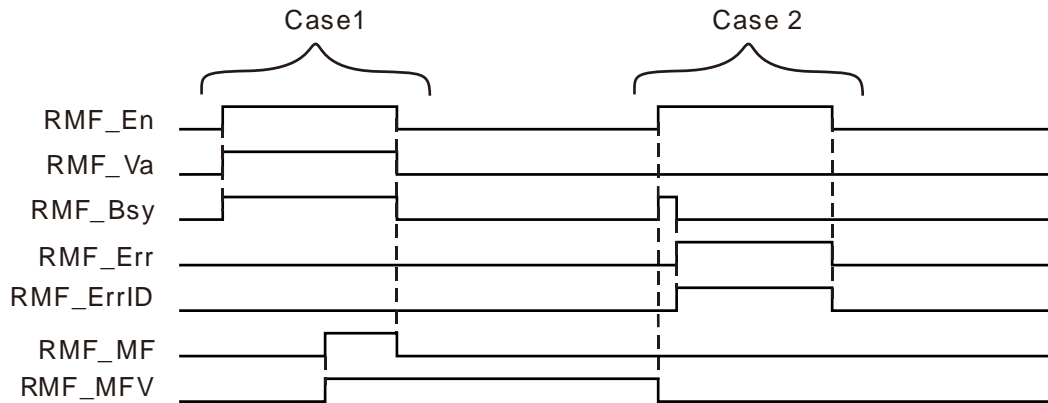 Case1
Case 2
RMF_En
RMF_Va
RMF_Bsy
RMF_Err
RMF_ErrID
RMF_MF
RMF_MFV